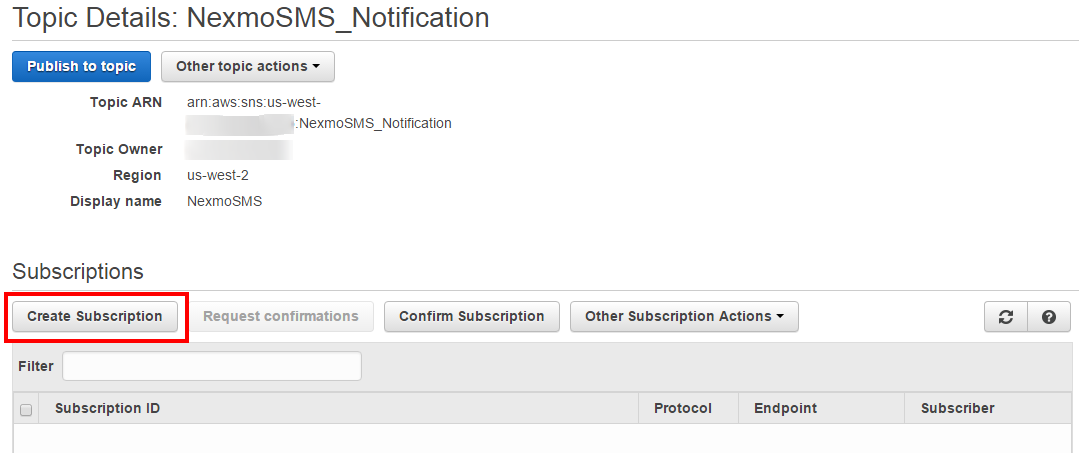 Topic Details: NexmoSMS_Notification
Publish to topic Other topic actions
Topic ARN arn:aws:sns:us-west-
:NexmoSMS_Notification
Topic Owner
Region us-west-2
Display name NexmoSMS
Subscriptions
Create Subscription Request confirmations Confirm Subscription Other Subscription Actions
Filter
Subscription ID Protocol Endpoint Subscriber